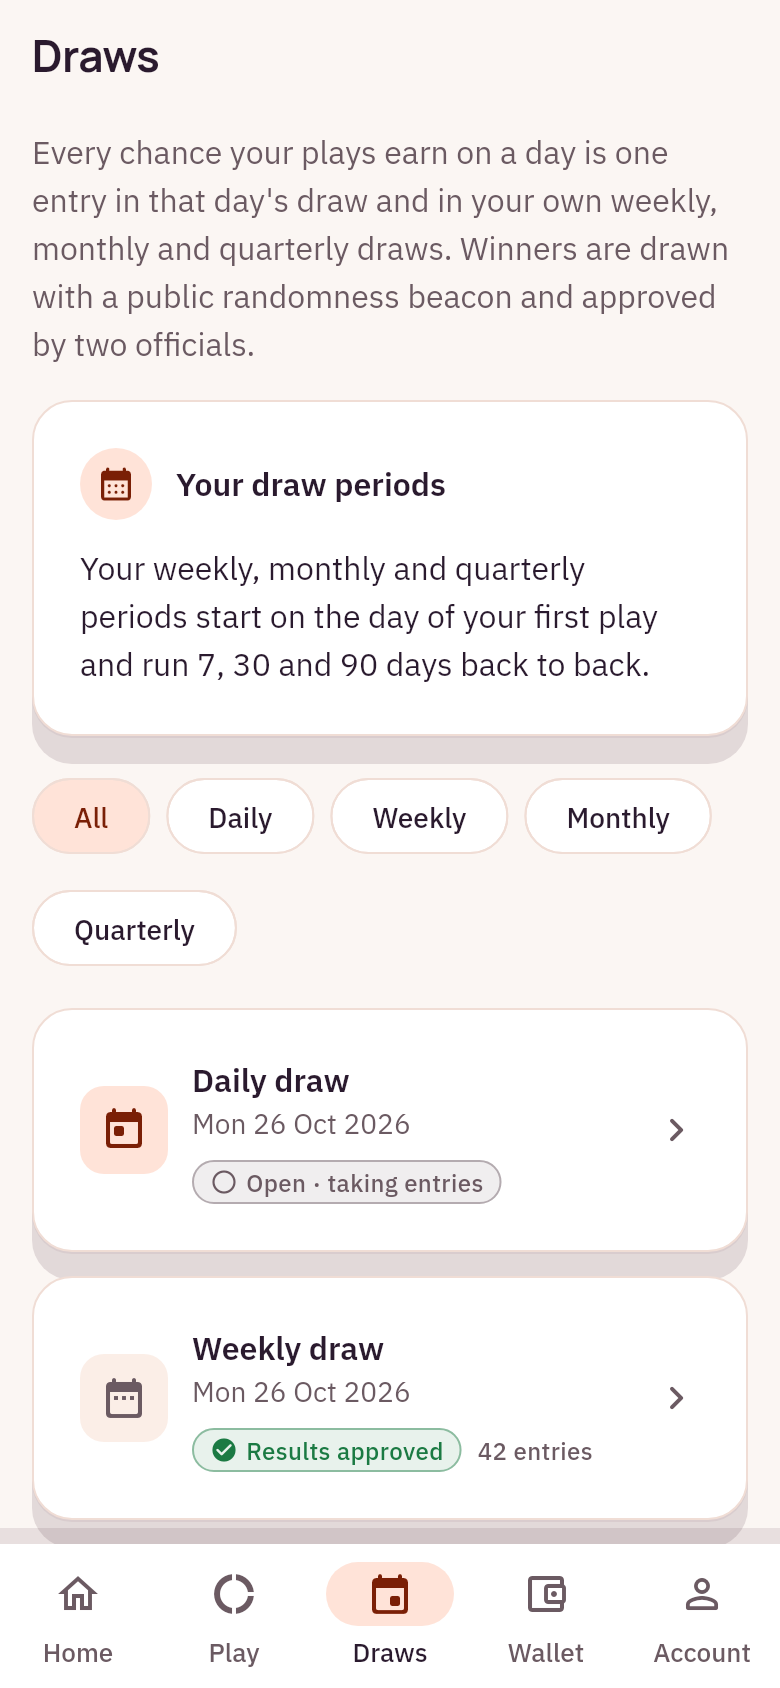 Draws
Every chance your plays earn on a day is one
entry in that day's draw and in your own weekly,
monthly and quarterly draws. Winners are drawn
with a public randomness beacon and approved
by two officials.
Your draw periods
Your weekly, monthly and quarterly
periods start on the day of your first play
and run 7, 30 and 90 days back to back.
All
Daily
Weekly
Monthly
Quarterly
Daily draw
Mon 26 Oct 2026
Open · taking entries
Weekly draw
Mon 26 Oct 2026
Results approved
42 entries
Home
Play
Draws
Wallet
Account